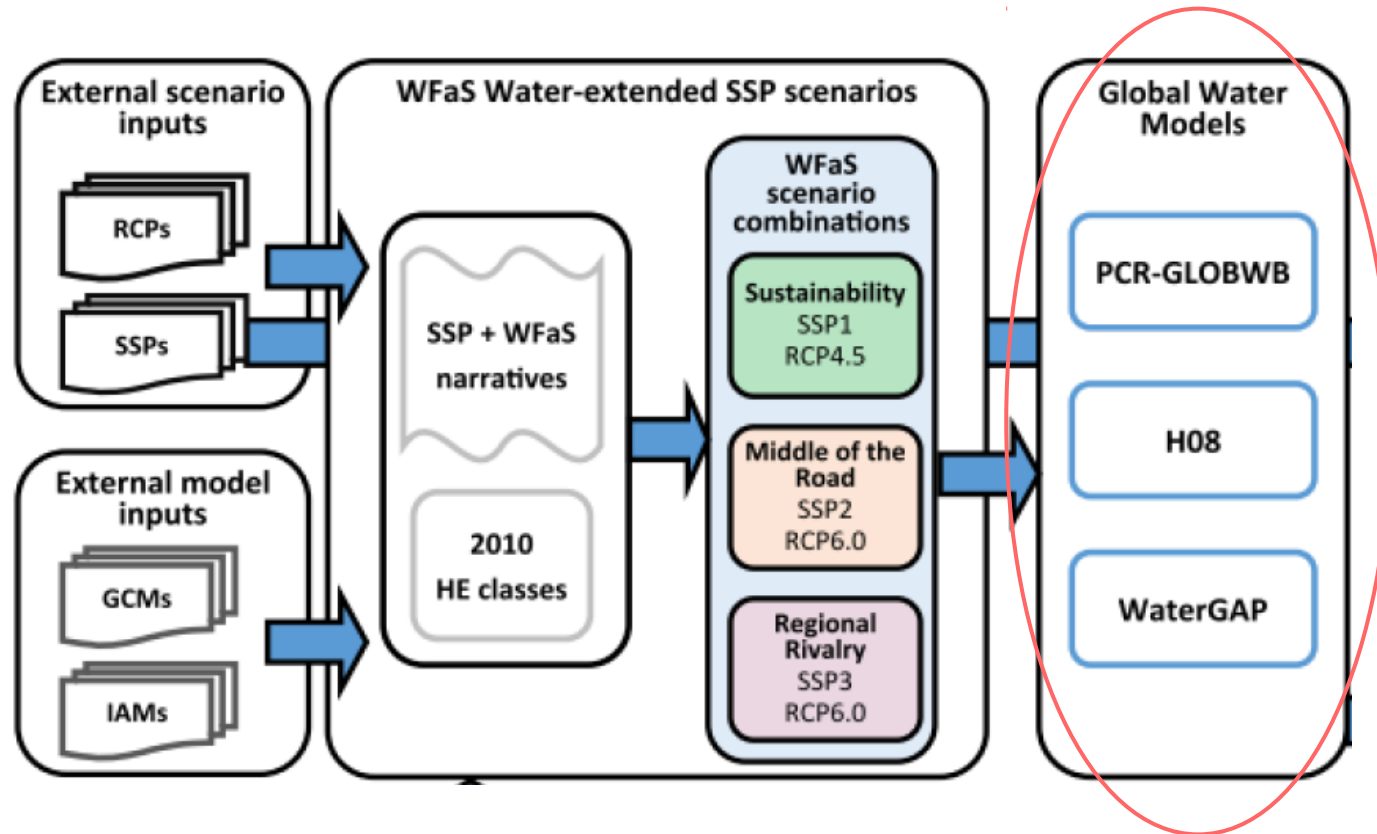 External scenario
inputs
RCPs
SSPs
External model
inputs
GCMs
IAMs
WFaS Water-extended SSP scenarios
SSP + WFaS
narratives
2010
HE classes
WFaS
scenario
combinations
Sustainability
SSP1
RCP4.5
Middle of the
Road
SSP2
RCP6.0
Regional
Rivalry
SSP3
RCP6.0
Global Water
Models
PCR-GLOBWB
H08
WaterGAP